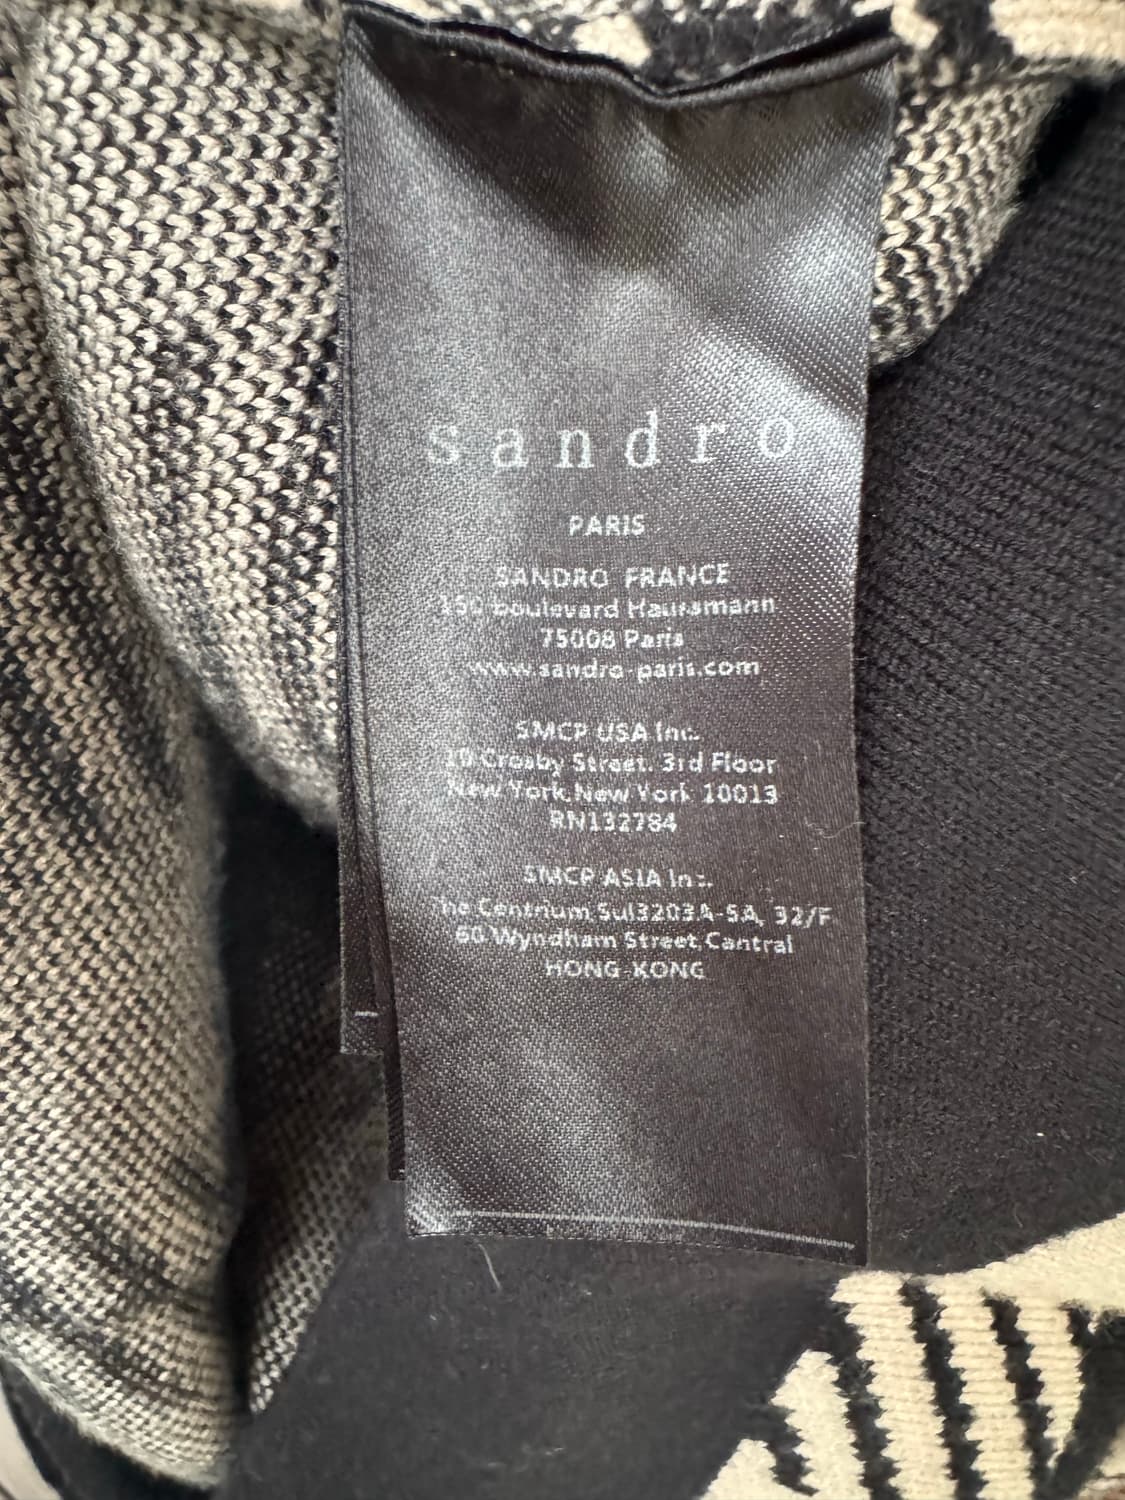 sandro
PARIS
SANDRO FRANCE
150 boulevard Haussmann
75008 Paris
www.sandro-paris.com
SMCP USA Inc.
10 Crosby Street. 3rd Floor
New York,New York 10013
RN132784
SMCP ASIA Inc.
The Centrium Sui3203A-5A, 32/F
60 Wyndham Street,Central
HONG-KONG